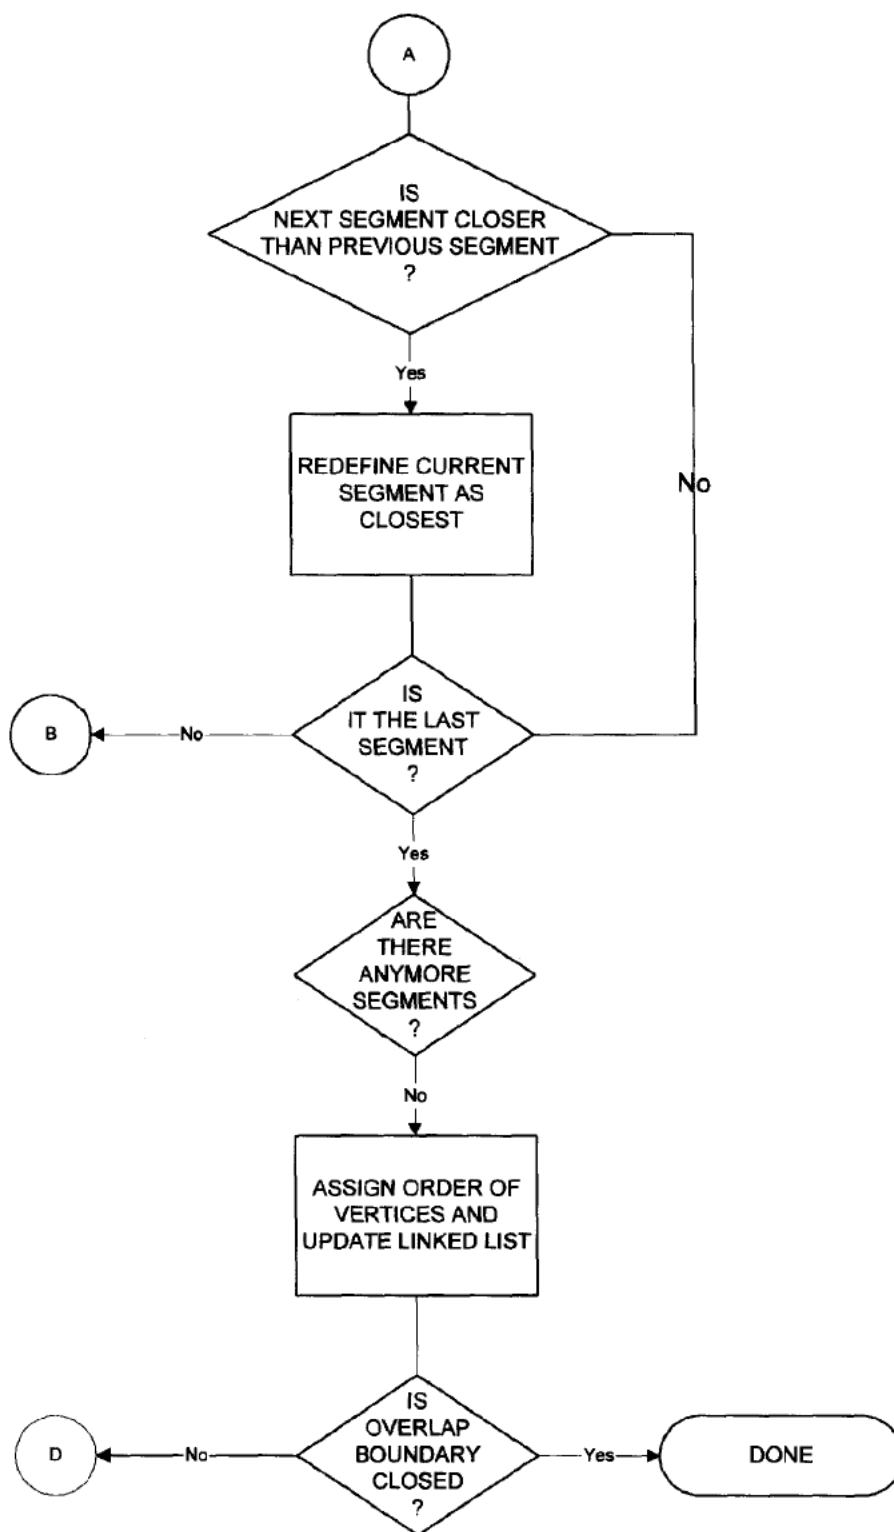 A
IS
NEXT SEGMENT CLOSER
THAN PREVIOUS SEGMENT
?
Yes
REDEFINE CURRENT
SEGMENT AS
CLOSEST
No
IS
IT THE LAST
SEGMENT
?
B
No
Yes
ARE
THERE
ANYMORE
SEGMENTS
?
No
ASSIGN ORDER OF
VERTICES AND
UPDATE LINKED LIST
IS
OVERLAP
BOUNDARY
CLOSED
?
D
No
Yes
DONE